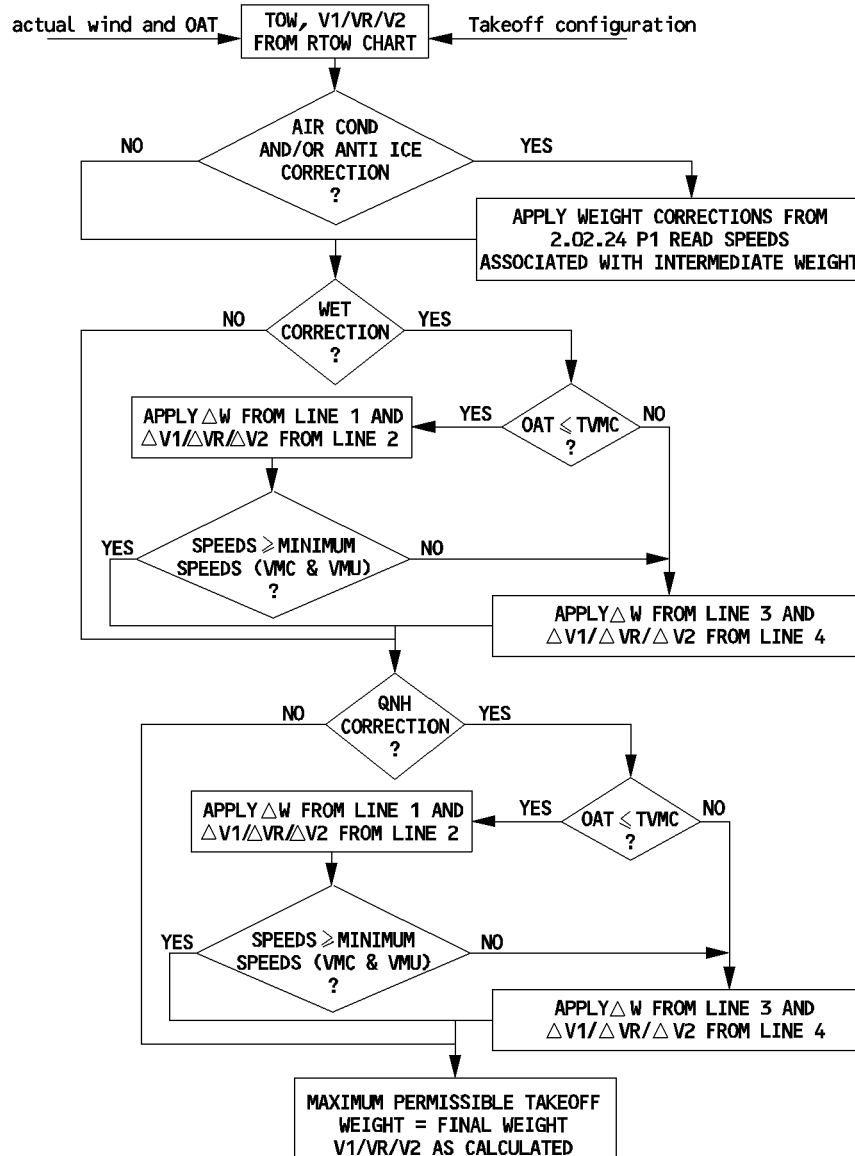 actual wind and OAT
TOW, V1/VR/V2
FROM RTOW CHART
Takeoff configuration
AIR COND
AND/OR ANTI ICE
CORRECTION
?
NO
YES
APPLY WEIGHT CORRECTIONS FROM
2.02.24 P1 READ SPEEDS
ASSOCIATED WITH INTERMEDIATE WEIGHT
WET
CORRECTION
?
NO
YES
OAT ⩽ TVMC
?
YES
NO
APPLY △W FROM LINE 1 AND
△V1/△VR/△V2 FROM LINE 2
SPEEDS ⩾ MINIMUM
SPEEDS (VMC & VMU)
?
YES
NO
APPLY △ W FROM LINE 3 AND
△V1/△VR/△V2 FROM LINE 4
QNH
CORRECTION
?
NO
YES
OAT ⩽ TVMC
?
YES
NO
APPLY △W FROM LINE 1 AND
△V1/△VR/△V2 FROM LINE 2
SPEEDS ⩾ MINIMUM
SPEEDS (VMC & VMU)
?
YES
NO
APPLY △ W FROM LINE 3 AND
△V1/△VR/△V2 FROM LINE 4
MAXIMUM PERMISSIBLE TAKEOFF
WEIGHT = FINAL WEIGHT
V1/VR/V2 AS CALCULATED